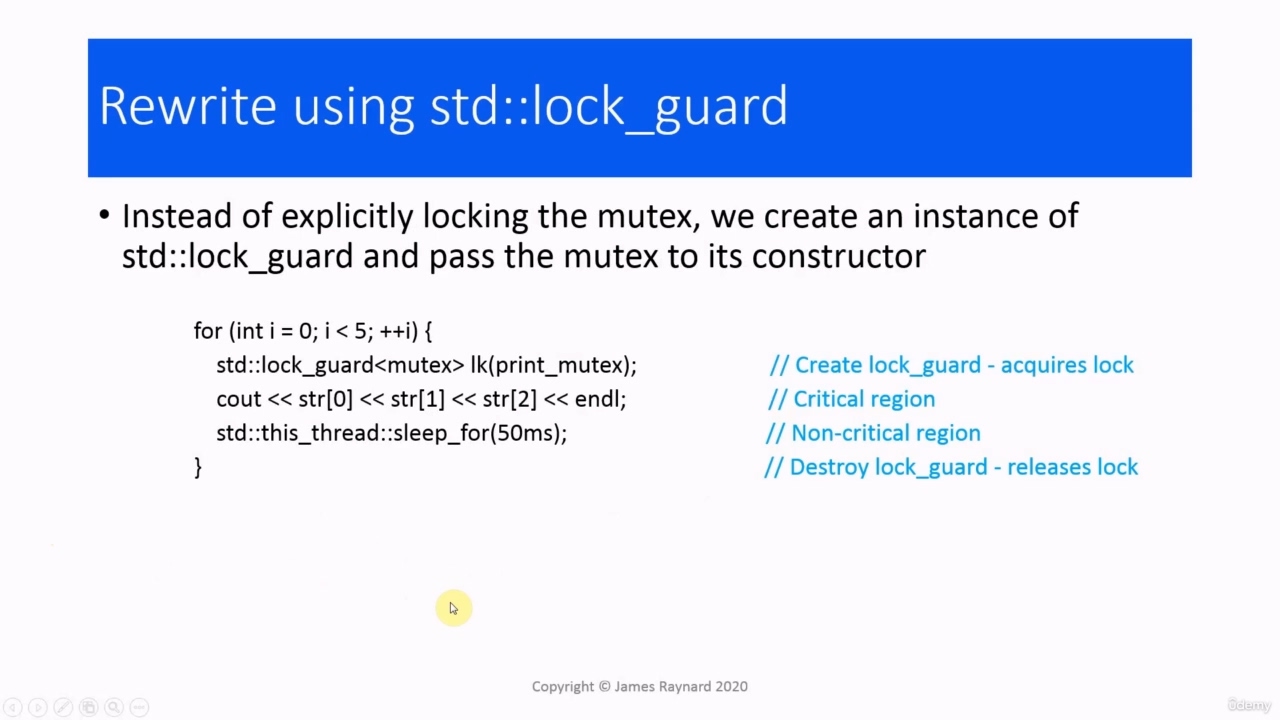 Rewrite using std::lock_guard
• Instead of explicitly locking the mutex, we create an instance of
std::lock_guard and pass the mutex to its constructor
for (int i = 0; i < 5; ++i) {
std::lock_guard<mutex> lk(print_mutex); // Create lock_guard - acquires lock
cout << str[0] << str[1] << str[2] << endl; // Critical region
std::this_thread::sleep_for(50ms); // Non-critical region
} // Destroy lock_guard - releases lock
Copyright © James Raynard 2020
ûdemy